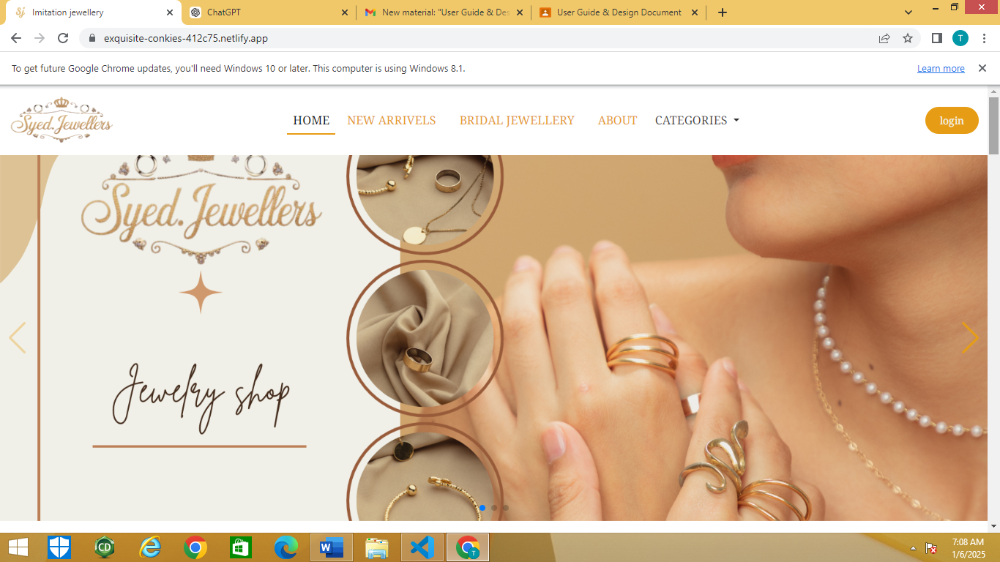 Imitation jewellery
ChatGPT
New material: "User Guide & Des
User Guide & Design Document
exquisite-conkies-412c75.netlify.app
T
To get future Google Chrome updates, you'll need Windows 10 or later. This computer is using Windows 8.1.
Learn more
Syed.Jewellers
HOME
NEW ARRIVELS
BRIDAL JEWELLERY
ABOUT
CATEGORIES
login
Syed.Jewellers
Jewelry shop
CD
T
7:08 AM
1/6/2025